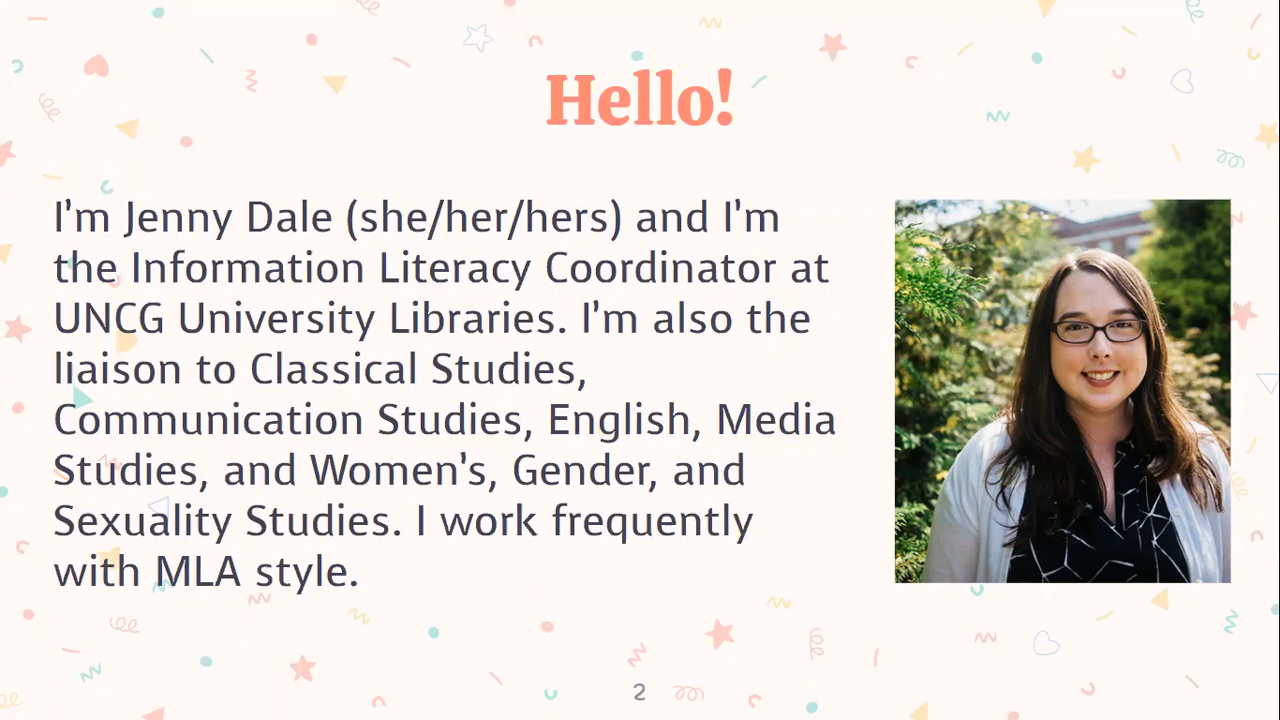 Hello!
I'm Jenny Dale (she/her/hers) and I'm
the Information Literacy Coordinator at
UNCG University Libraries. I'm also the
liaison to Classical Studies,
Communication Studies, English, Media
Studies, and Women's, Gender, and
Sexuality Studies. I work frequently
with MLA style.
2